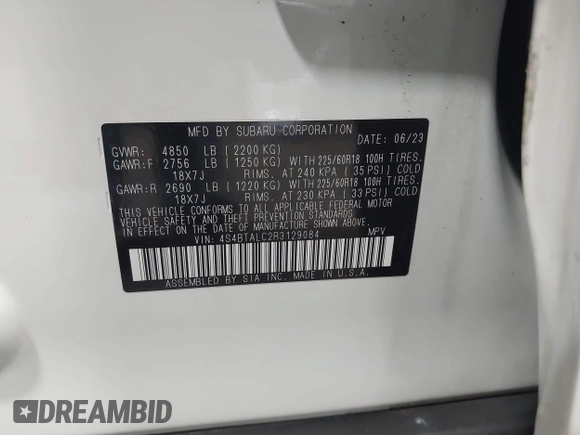 MFD BY SUBARU CORPORATION
DATE: 06/23
GVWR: 4850 LB ( 2200 KG)
GAWR:F 2756 LB ( 1250 KG) WITH 225/60R18 100H TIRES.
18X7J RIMS. AT 240 KPA ( 35 PSI) COLD
GAWR:R 2690 LB ( 1220 KG) WITH 225/60R18 100H TIRES.
18X7J RIMS. AT 230 KPA ( 33 PSI) COLD
THIS VEHICLE CONFORMS TO ALL APPLICABLE FEDERAL MOTOR
VEHICLE SAFETY AND THEFT PREVENTION STANDARDS
IN EFFECT ON THE DATE OF MANUFACTURE SHOWN ABOVE.
VIN: 4S4BTALC2R3129084 MPV
ASSEMBLED BY SIA INC. MADE IN U.S.A.
DREAMBID